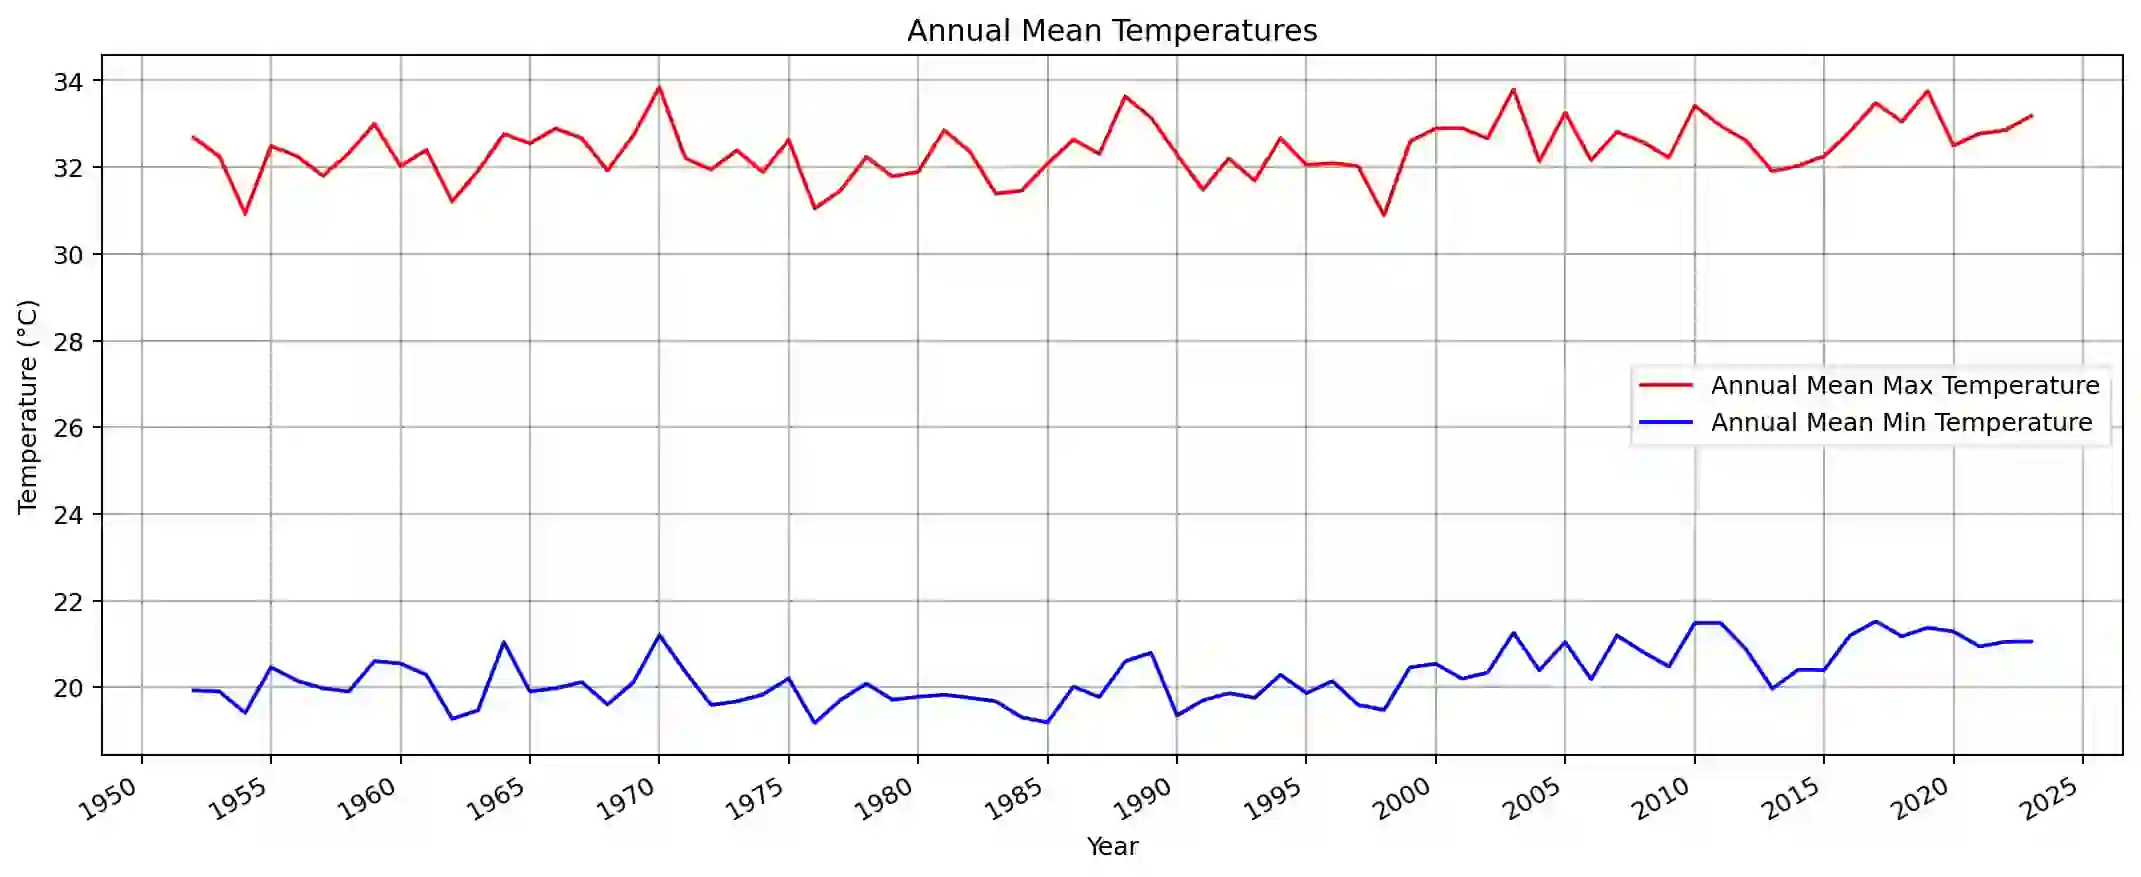 Annual Mean Temperatures
34
32
30
28
26
24
22
20
Temperature (°C)
Annual Mean Max Temperature
Annual Mean Min Temperature
1950 1955 1960 1965 1970 1975 1980 1985 1990 1995 2000 2005 2010 2015 2020 2025
Year